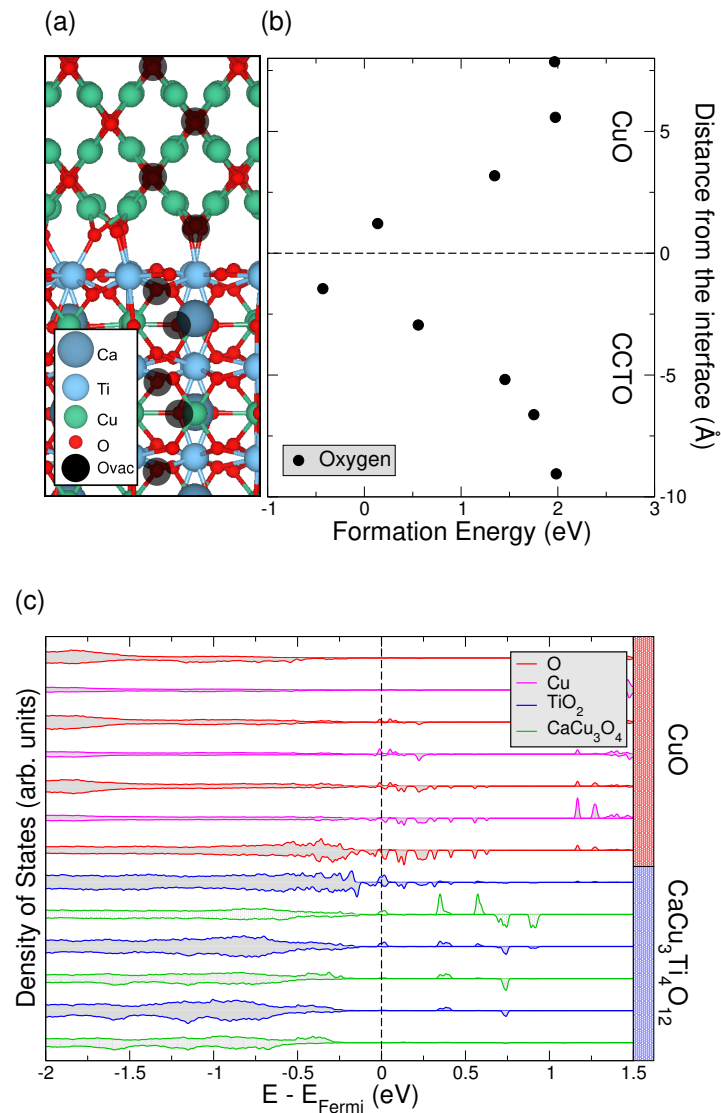 (a)
(b)
Ca
Ti
Cu
O
Ovac
CuO
CCTO
Oxygen
5
0
-5
-10
Distance from the interface (Å)
-1 0 1 2 3
Formation Energy (eV)
(c)
Density of States (arb. units)
O
Cu
TiO2
CaCu3O4
CuO
CaCu3Ti4O12
-2 -1.5 -1 -0.5 0 0.5 1 1.5
E - EFermi (eV)